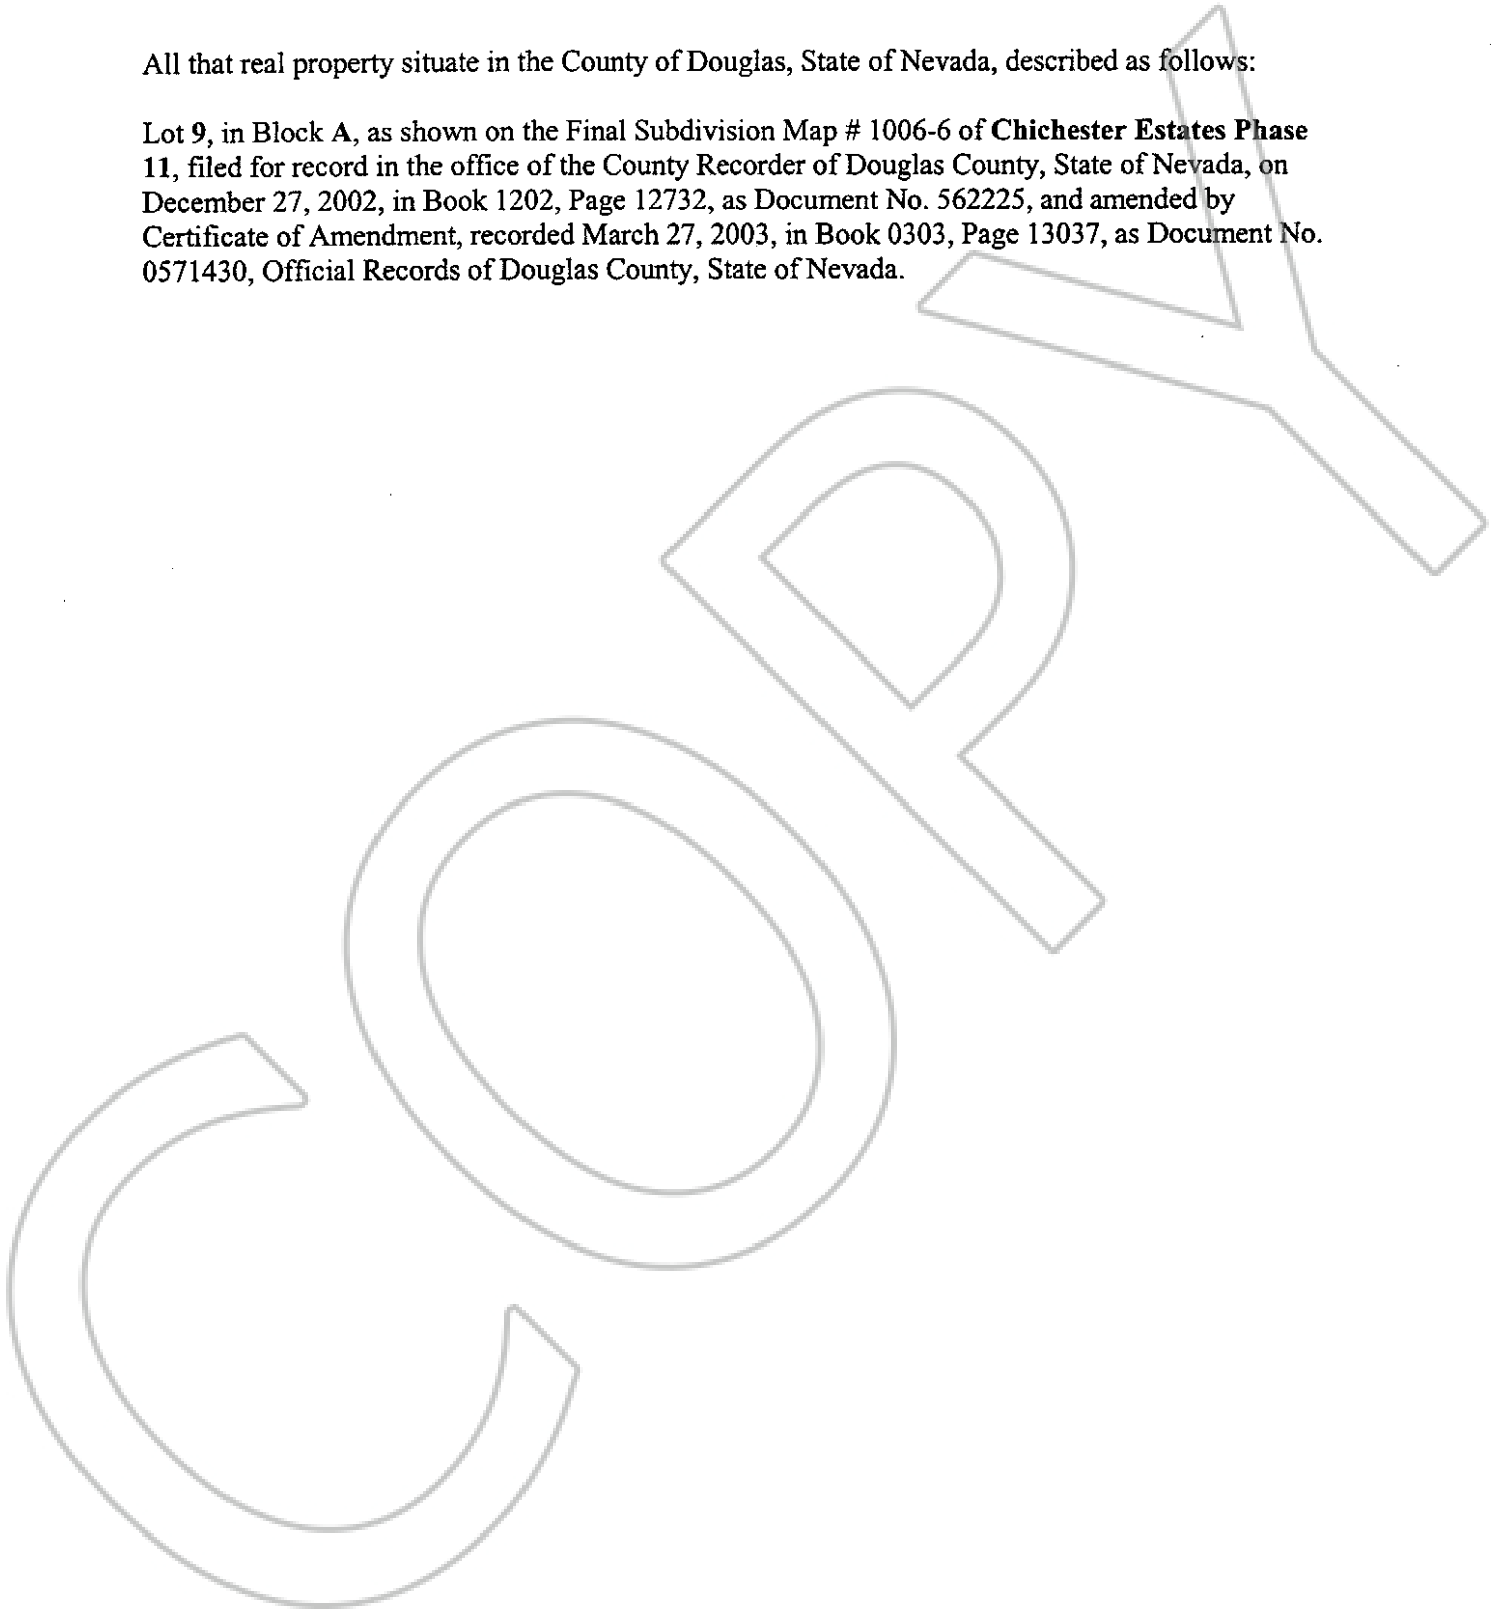 All that real property situate in the County of Douglas, State of Nevada, described as follows:
Lot 9, in Block A, as shown on the Final Subdivision Map # 1006-6 of Chichester Estates Phase
11, filed for record in the office of the County Recorder of Douglas County, State of Nevada, on
December 27, 2002, in Book 1202, Page 12732, as Document No. 562225, and amended by
Certificate of Amendment, recorded March 27, 2003, in Book 0303, Page 13037, as Document No.
0571430, Official Records of Douglas County, State of Nevada.
COPY